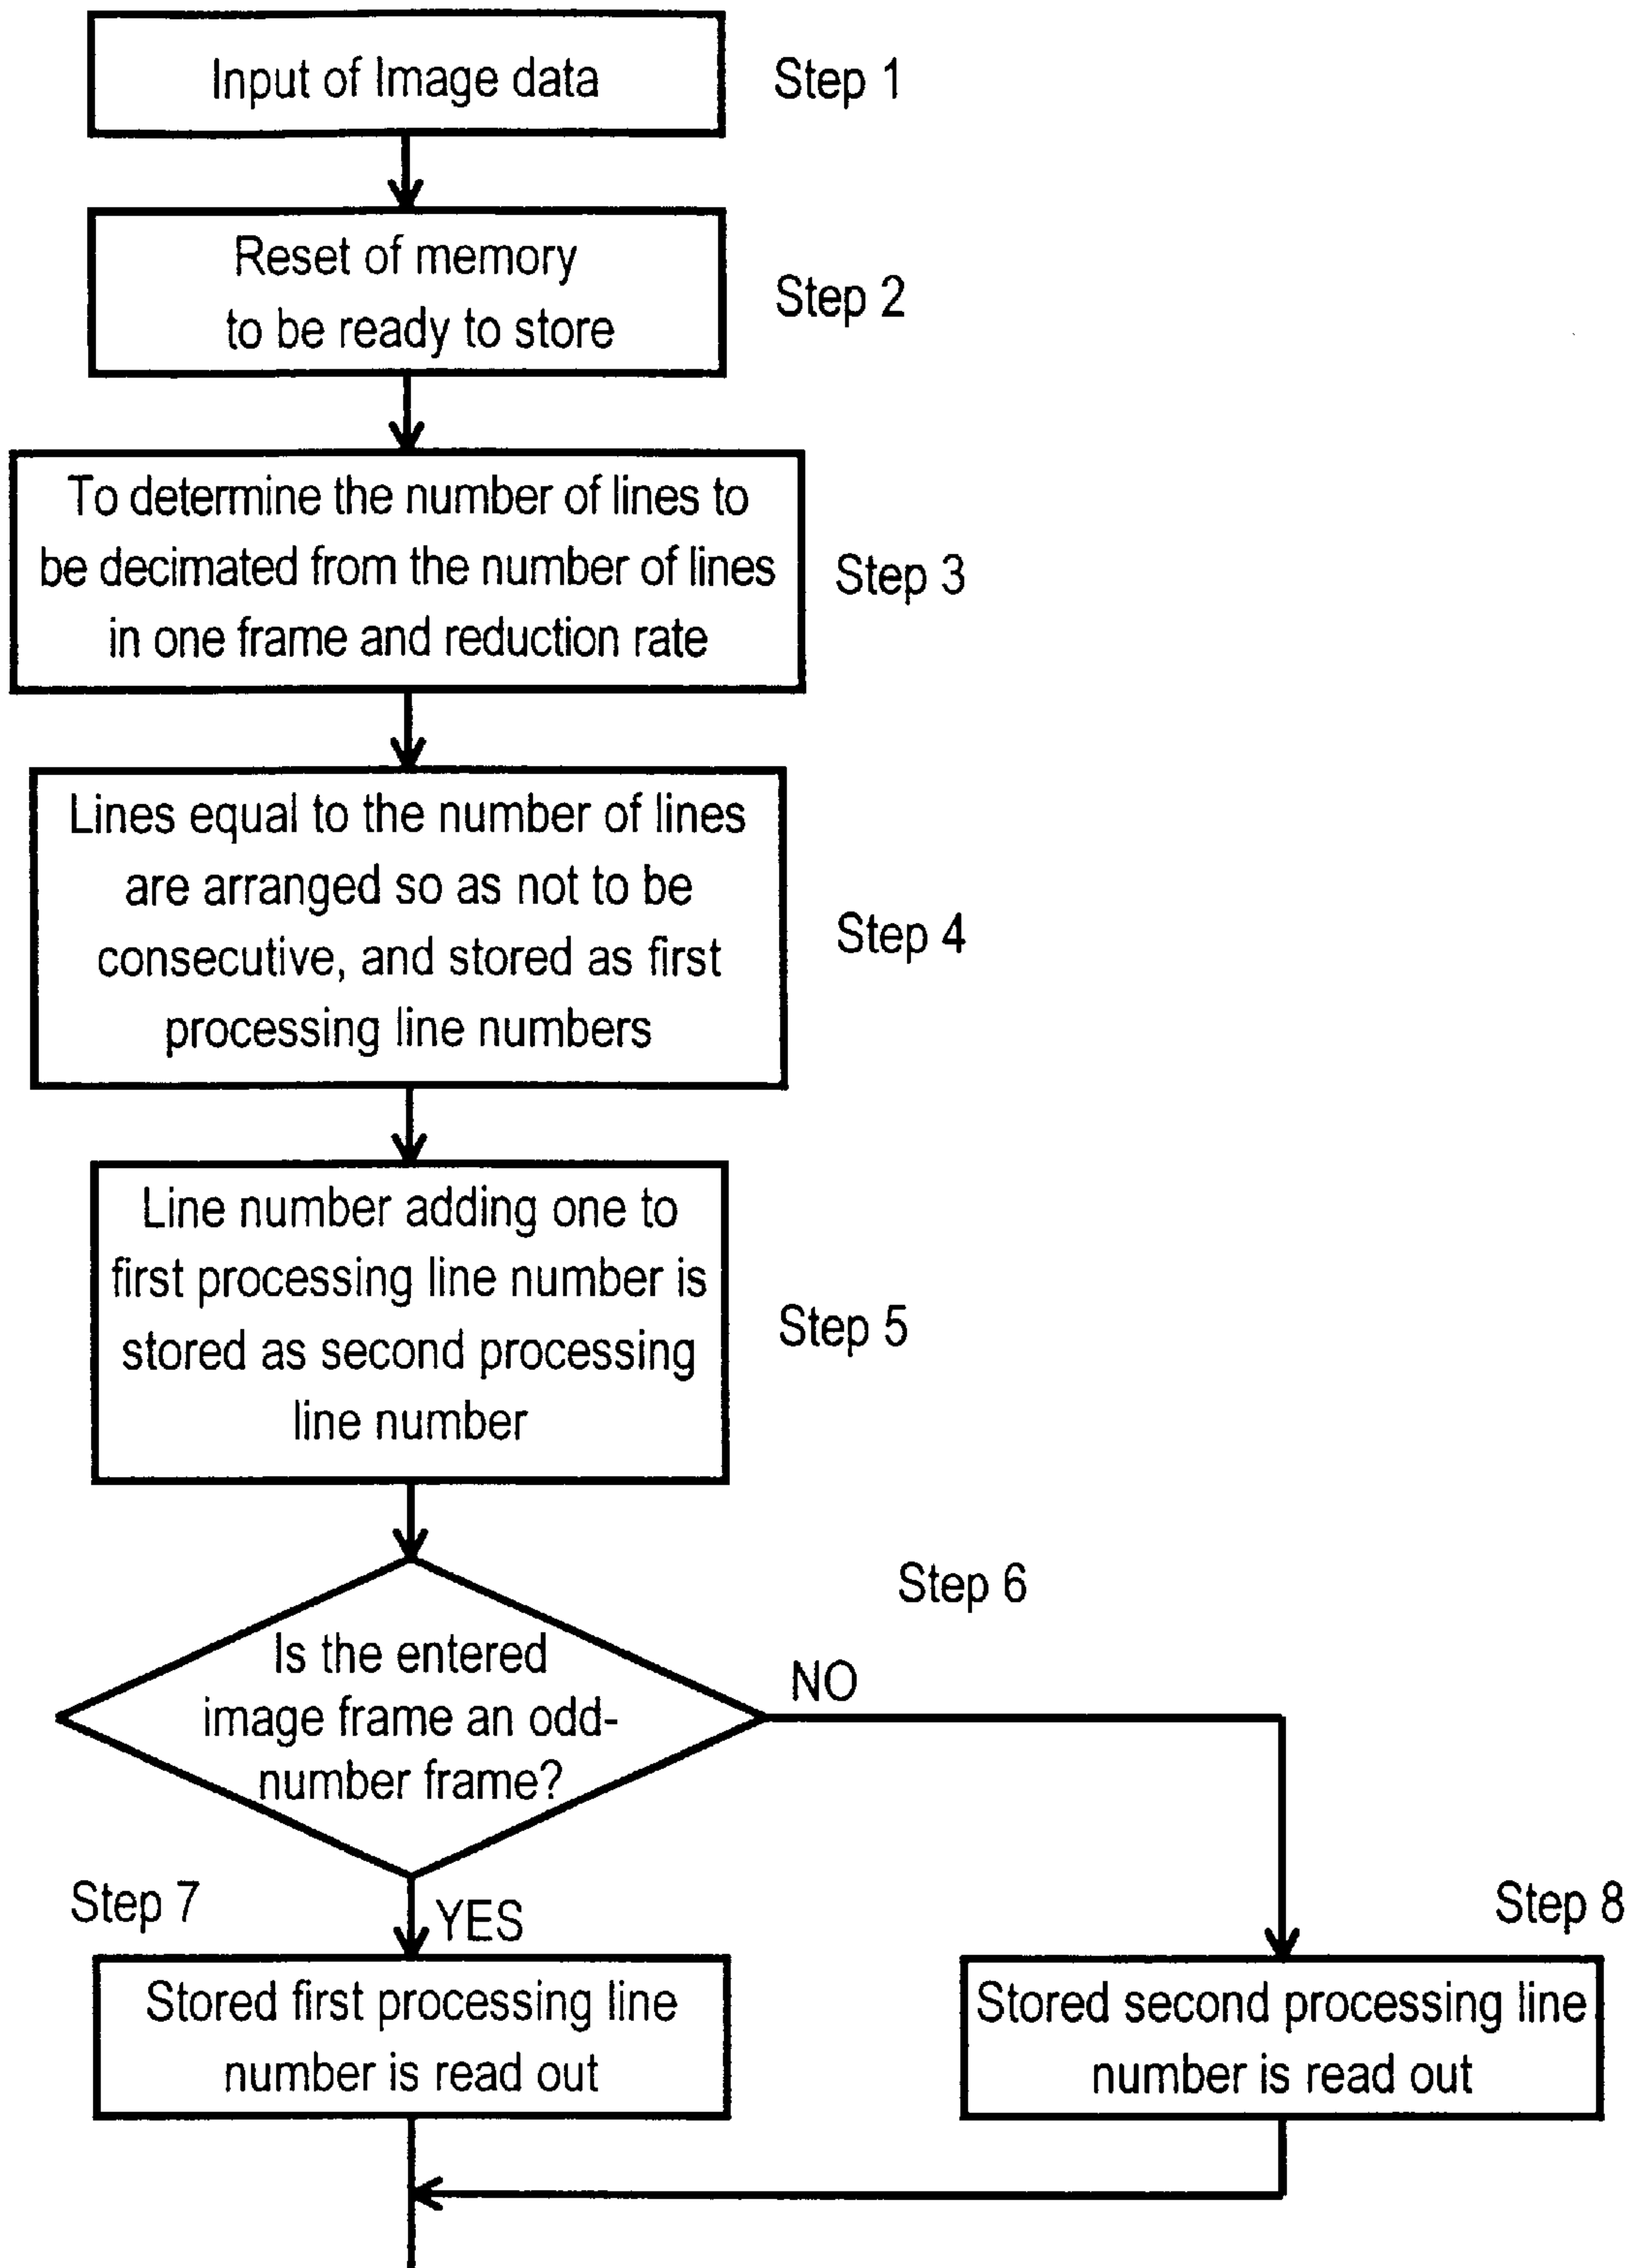 Input of Image data
Step 1
Reset of memory
to be ready to store
Step 2
To determine the number of lines to
be decimated from the number of lines
in one frame and reduction rate
Step 3
Lines equal to the number of lines
are arranged so as not to be
consecutive, and stored as first
processing line numbers
Step 4
Line number adding one to
first processing line number is
stored as second processing
line number
Step 5
Step 6
Is the entered
image frame an odd-
number frame?
NO
Step 7
YES
Step 8
Stored first processing line
number is read out
Stored second processing line
number is read out